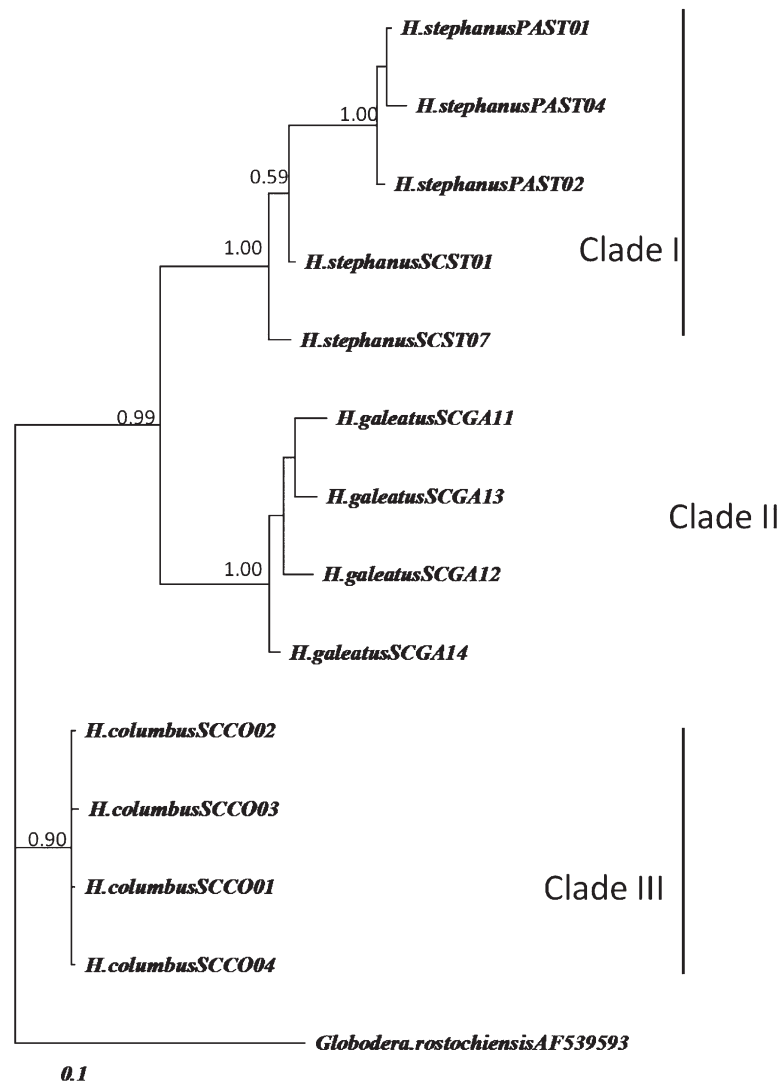 H.stephanusPAST01
H.stephanusPAST04
1.00
H.stephanusPAST02
0.59
1.00
Clade I
H.stephanusSCST01
H.stephanusSCST07
0.99
H.galeatusSCGA11
H.galeatusSCGA13
Clade II
1.00
H.galeatusSCGA12
H.galeatusSCGA14
H.columbusSCCO02
H.columbusSCCO03
0.90
H.columbusSCCO01
Clade III
H.columbusSCCO04
Globodera.rostochiensisAF539593
0.1